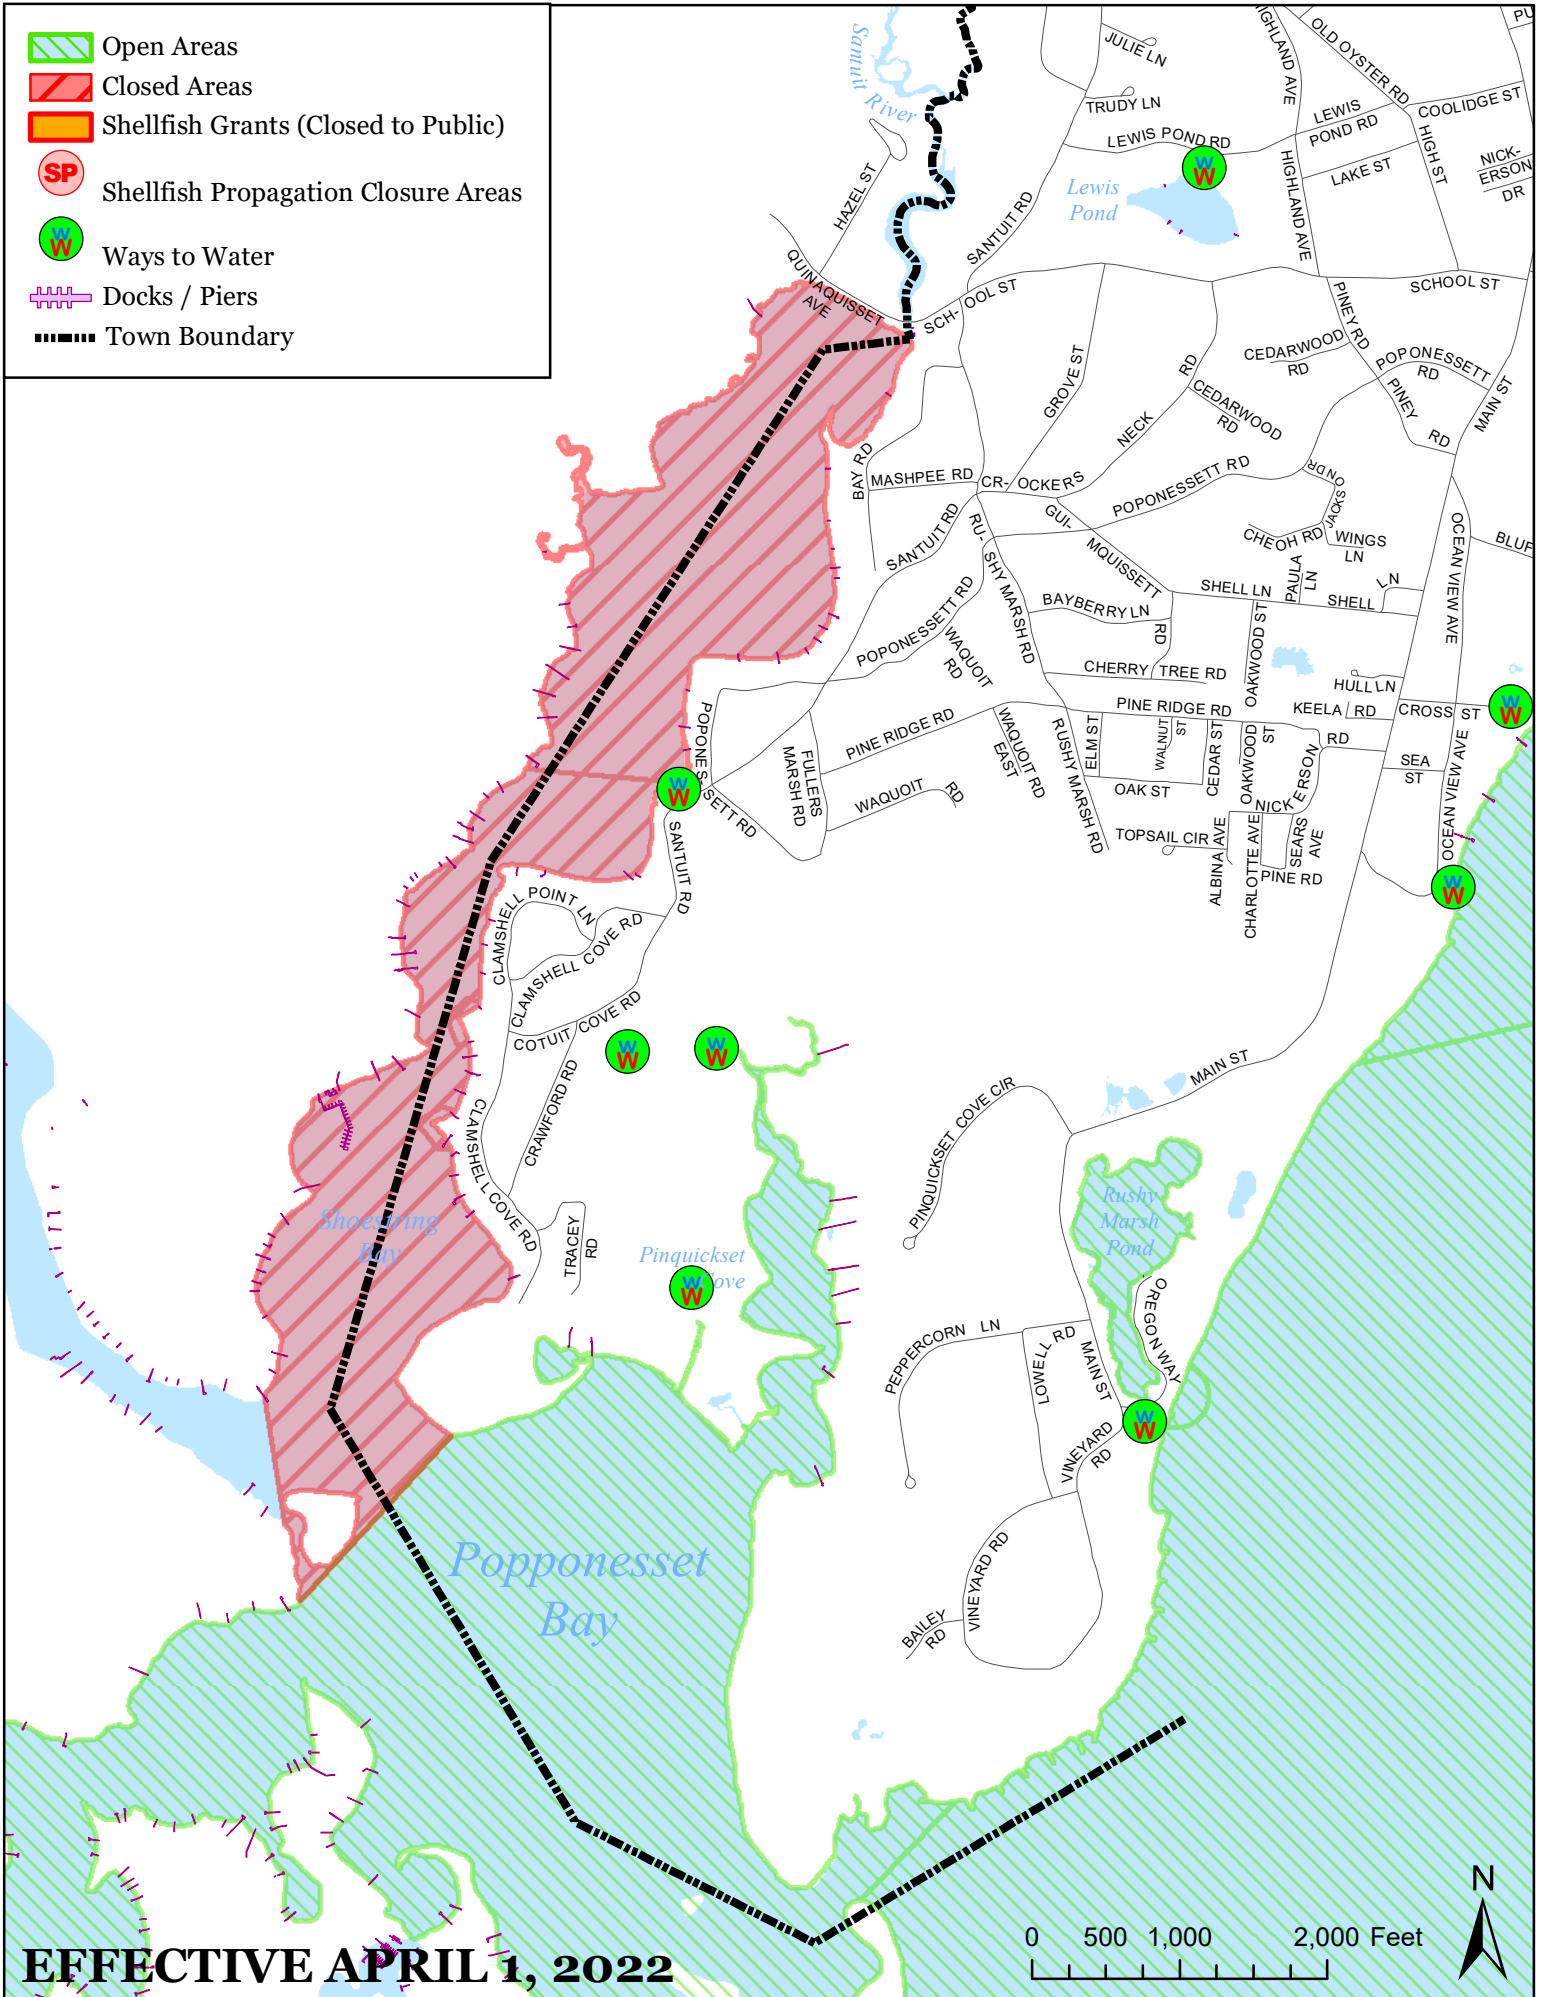 Open Areas
Closed Areas
Shellfish Grants (Closed to Public)
SP
Shellfish Propagation Closure Areas
W
W
Ways to Water
Docks / Piers
Town Boundary
Santuit
River
JULIE LN
TRUDY LN
LEWIS POND RD
HIGHLAND AVE
OLD OYSTER RD
PU
LEWIS
POND RD
COOLIDGE ST
LAKE ST
HIGH ST
NICK-
ERSON
DR
HIGHLAND AVE
Lewis
Pond
HAZEL ST
SANTUIT RD
QUINAQUISSET
AVE
SCH-
OOL ST
SCHOOL ST
PINEY RD
CEDARWOOD
RD
POPONESSETT
RD
PINEY
RD
MAIN ST
GROVE ST
RD
CEDARWOOD
RD
NECK
BAY RD
MASHPEE RD
CR-
OCKERS
POPONESSETT RD
JACKSON DR
CHEOH RD
WINGS
LN
OCEAN VIEW AVE
BLUF
SANTUIT RD
RU-
SHY MARSH RD
GUI-
MQUISSETT
RD
SHELL LN
PAULA
LN
SHELL
LN
BAYBERRY LN
POPONESSETT RD
WAQUOIT
RD
CHERRY
TREE RD
OAKWOOD ST
HULL LN
KEELA
RD
CROSS ST
PINE RIDGE RD
PINE RIDGE RD
POPONES-
SETT RD
FULLERS
MARSH RD
WAQUOIT RD
EAST
RUSHY MARSH RD
ELM ST
WALNUT
ST
CEDAR ST
OAKWOOD
ST
RD
NICKERSON
SEA
ST
OCEAN VIEW AVE
WAQUOIT
RD
OAK ST
TOPSAIL CIR
ALBINA AVE
CHARLOTTE AVE
SEARS
AVE
PINE RD
W
W
SANTUIT RD
CLAMSHELL
POINT LN
CLAMSHELL
COVE RD
COTUIT
COVE RD
CRAWFORD RD
CLAMSHELL COVE RD
TRACEY
RD
MAIN ST
PINQUICKSET
COVE CIR
Rushy
Marsh
Pond
Shoestring
Bay
Pinquickset
Cove
OREGON WAY
PEPPERCORN
LN
LOWELL
RD
MAIN ST
VINEYARD
RD
Popponesset
Bay
VINEYARD RD
BAILEY
RD
N
0
500
1,000
2,000 Feet
EFFECTIVE APRIL 1, 2022